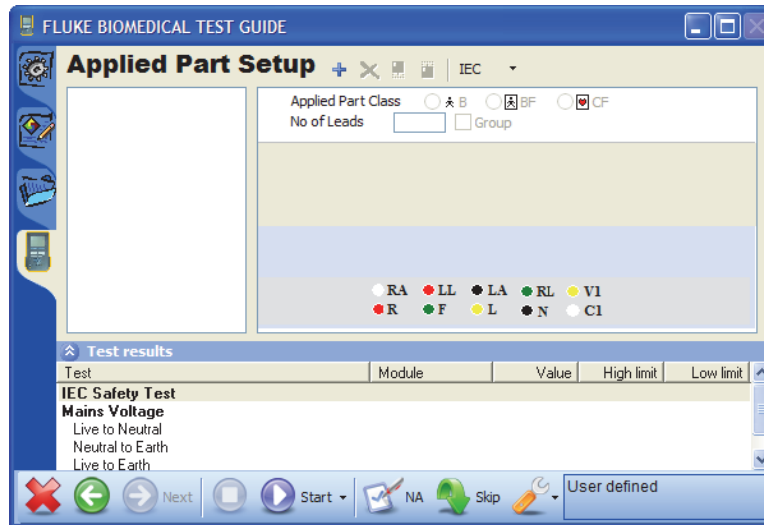 FLUKE BIOMEDICAL TEST GUIDE
Applied Part Setup IEC
Applied Part Class B BF CF
No of Leads Group
RA LL LA RL V1
R F L N C1
Test results
Test Module Value High limit Low limit
IEC Safety Test
Mains Voltage
Live to Neutral
Neutral to Earth
Live to Earth
Next Start NA Skip User defined